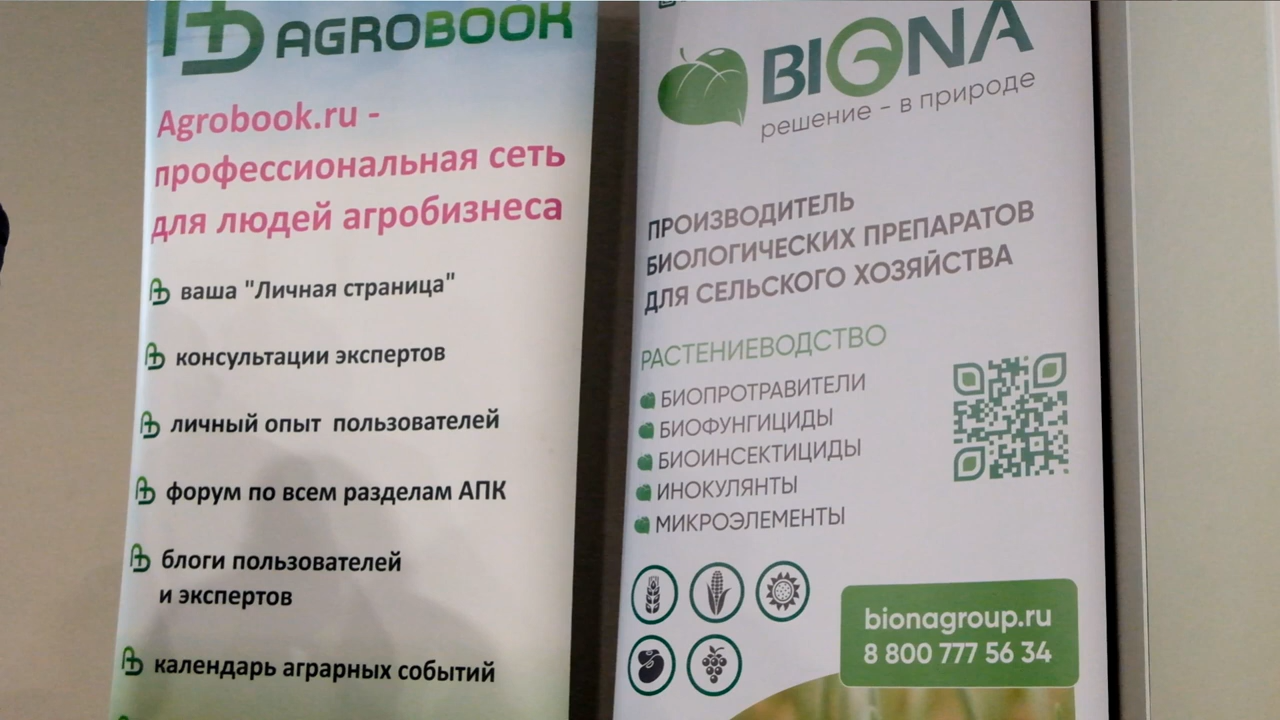 AGROBOOK
Agrobook.ru -
профессиональная сеть
для людей агробизнеса
ваша "Личная страница"
консультации экспертов
личный опыт пользователей
форум по всем разделам АПК
блоги пользователей
и экспертов
календарь аграрных событий
BIONA
решение - в природе
ПРОИЗВОДИТЕЛЬ
БИОЛОГИЧЕСКИХ ПРЕПАРАТОВ
ДЛЯ СЕЛЬСКОГО ХОЗЯЙСТВА
РАСТЕНИЕВОДСТВО
БИОПРОТРАВИТЕЛИ
БИОФУНГИЦИДЫ
БИОИНСЕКТИЦИДЫ
ИНОКУЛЯНТЫ
МИКРОЭЛЕМЕНТЫ
bionagroup.ru
8 800 777 56 34